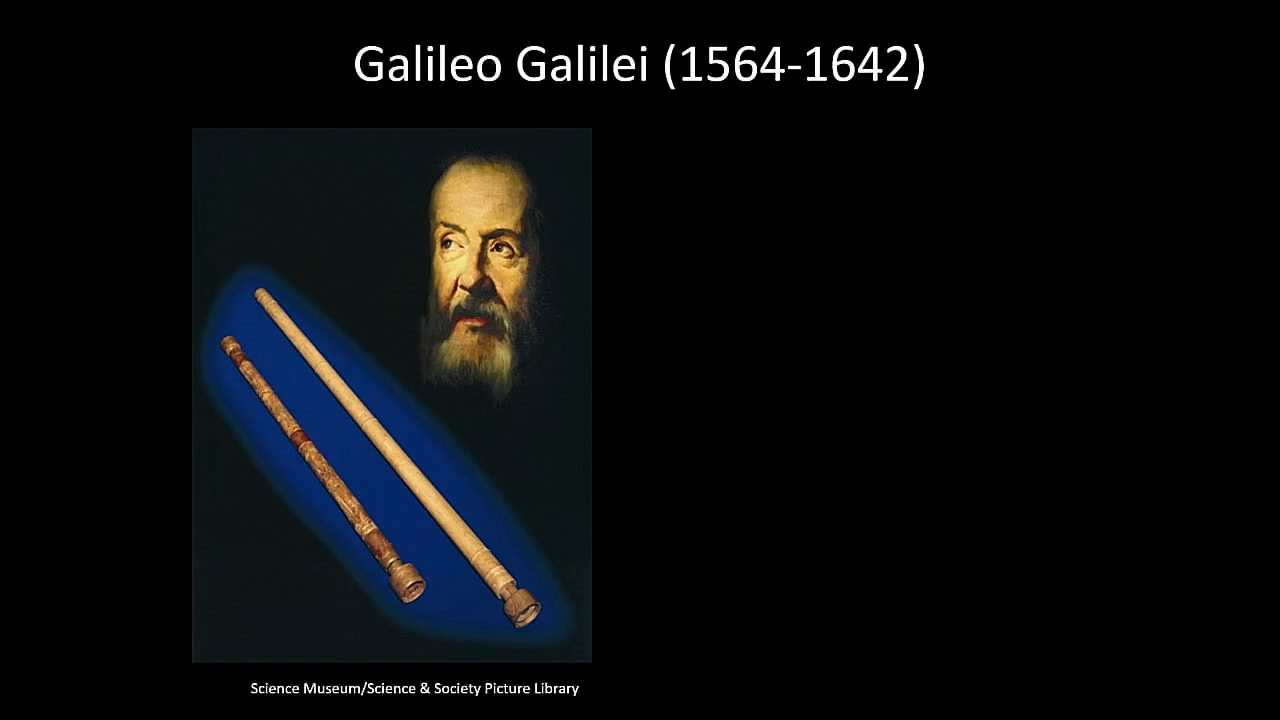 Galileo Galilei (1564-1642)
Science Museum/Science & Society Picture Library